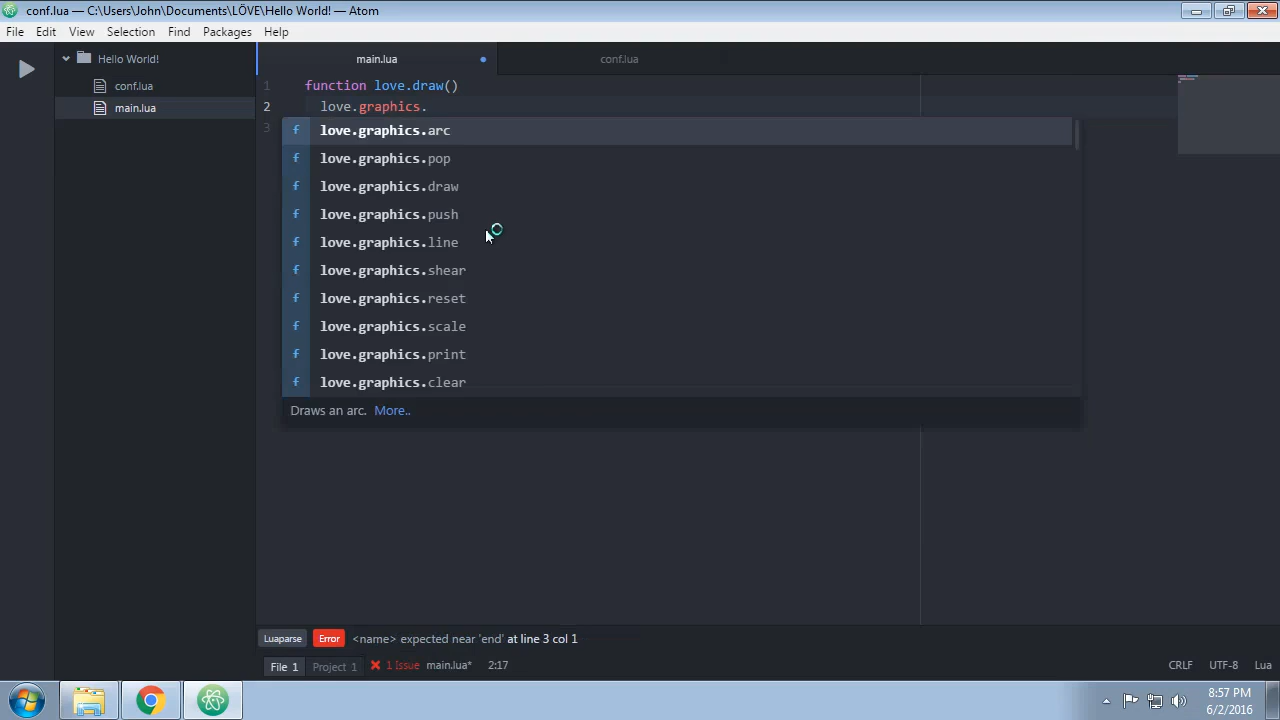 conf.lua — C:\Users\John\Documents\LÖVE\Hello World! — Atom
File Edit View Selection Find Packages Help
Hello World!
conf.lua
main.lua
main.lua conf.lua
1 function love.draw()
2 love.graphics.
3
f love.graphics.arc
f love.graphics.pop
f love.graphics.draw
f love.graphics.push
f love.graphics.line
f love.graphics.shear
f love.graphics.reset
f love.graphics.scale
f love.graphics.print
f love.graphics.clear
Draws an arc. More..
Luaparse Error <name> expected near 'end' at line 3 col 1
File 1 Project 1 1 Issue main.lua* 2:17 CRLF UTF-8 Lua
8:57 PM
6/2/2016